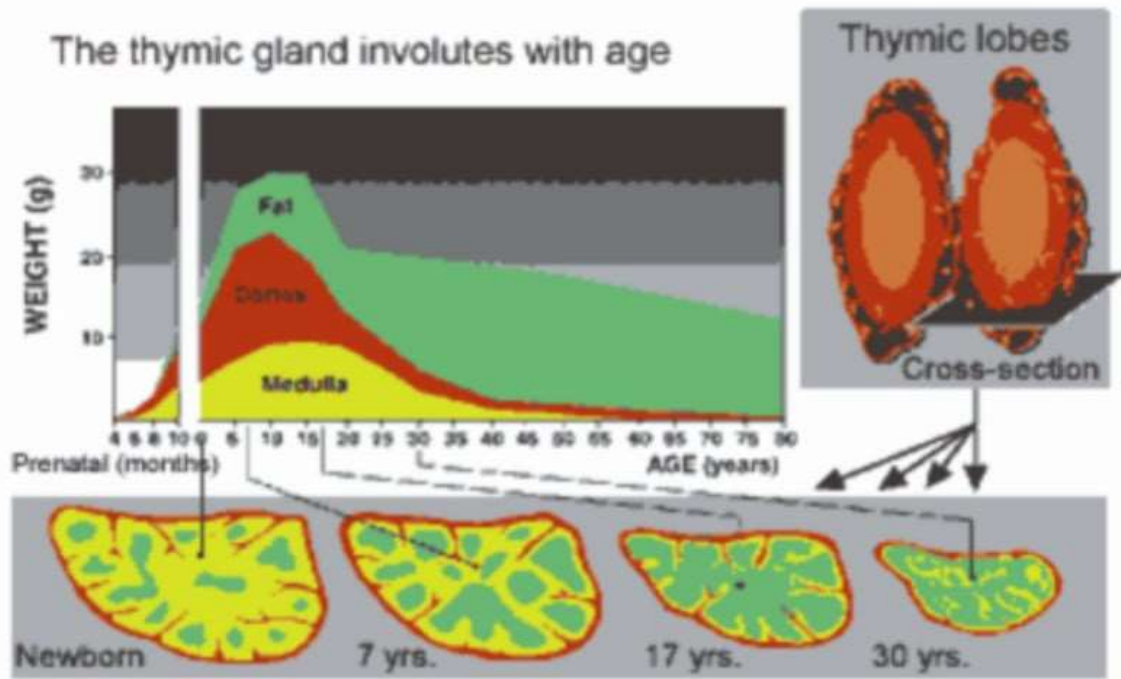 The thymic gland involutes with age
Thymic lobes
WEIGHT (g)
30
20
10
Fat
Cortex
Medulla
Cross-section
4 6 8 10 0 5 10 15 20 25 30 35 40 45 50 55 60 65 70 75 80
Prenatal (months)
AGE (years)
Newborn
7 yrs.
17 yrs.
30 yrs.